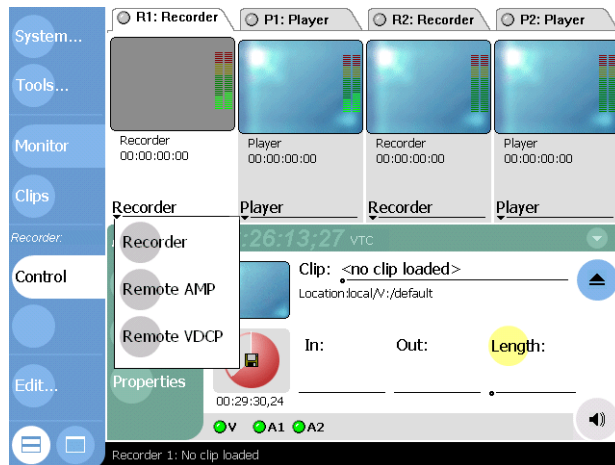 System...
Tools...
Monitor
Clips
Recorder:
Control
Edit...
R1: Recorder
P1: Player
R2: Recorder
P2: Player
Recorder
00:00:00:00
Player
00:00:00:00
Recorder
00:00:00:00
Player
00:00:00:00
Recorder
Player
Recorder
Player
Recorder
Remote AMP
Remote VDCP
:26:13;27 VTC
Clip: <no clip loaded>
Location:local/V:/default
In:
Out:
Length:
Properties
00:29:30,24
V
A1
A2
Recorder 1: No clip loaded